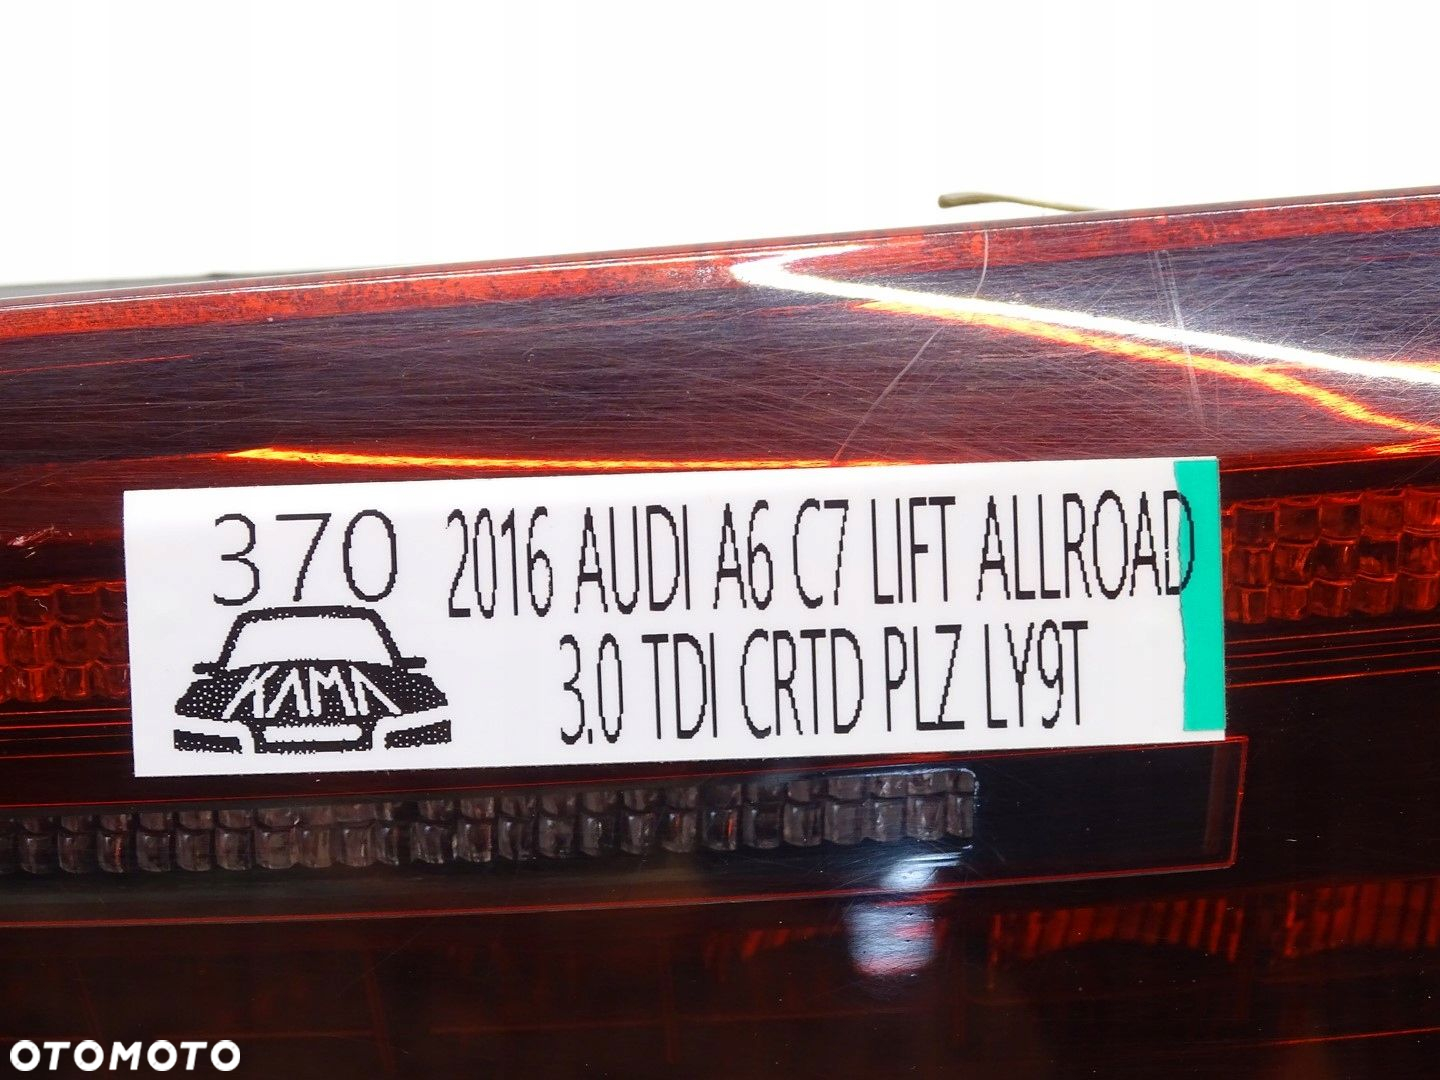 370 2016 AUDI A6 C7 LIFT ALLROAD
KAMA 3.0 TDI CRTD PLZ LY9T
OTOMOTO